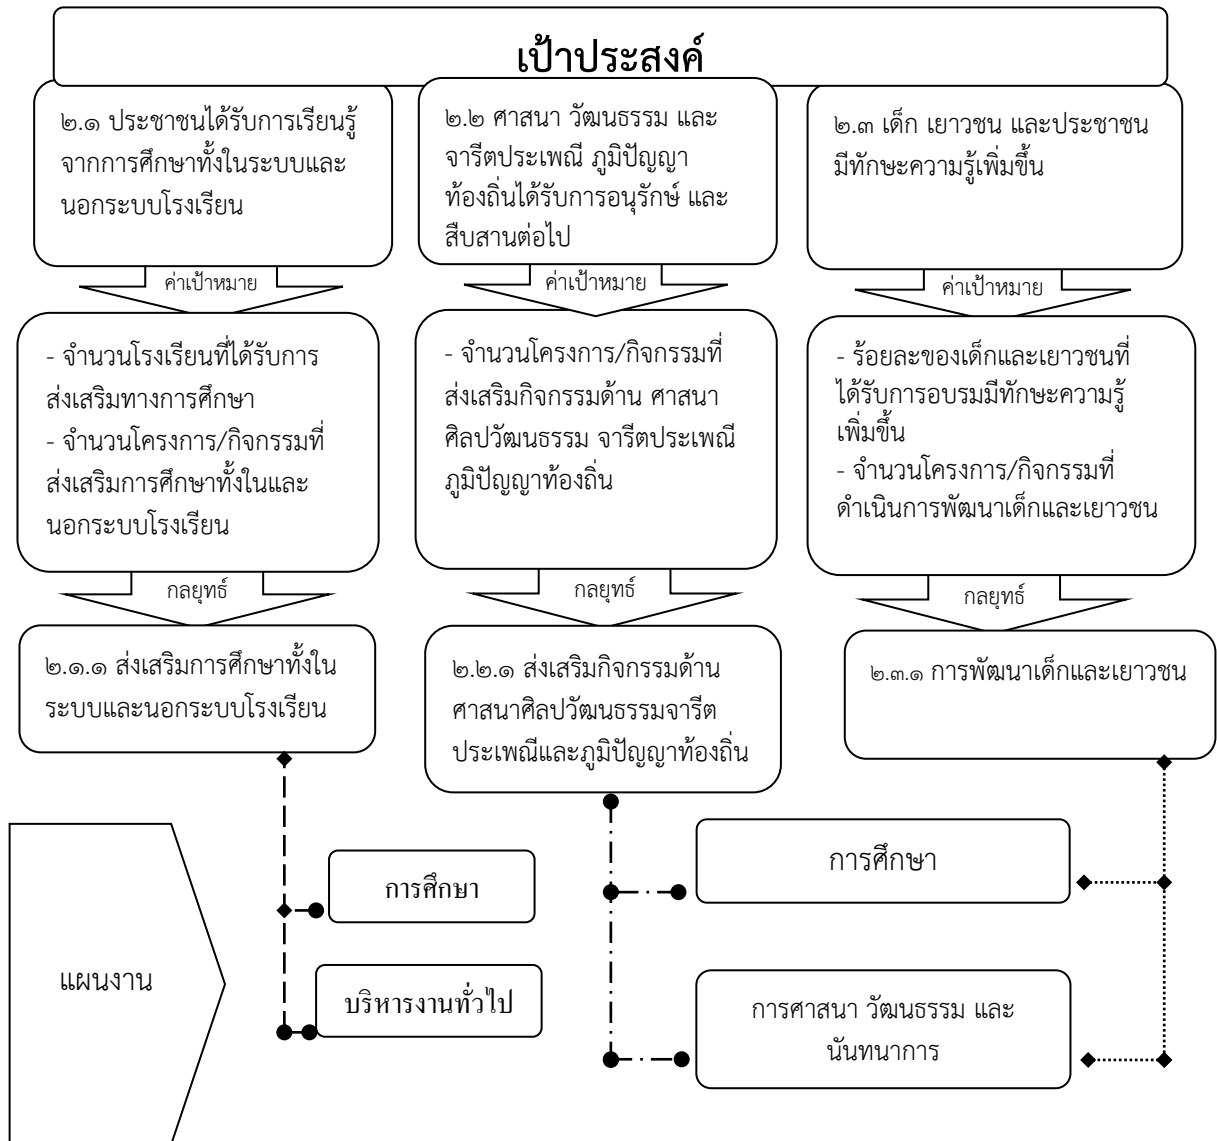 เป้าประสงค์
๒.๑ ประชาชนได้รับการเรียนรู้
จากการศึกษาทั้งในระบบและ
นอกระบบโรงเรียน
๒.๒ ศาสนา วัฒนธรรม และ
จารีตประเพณี ภูมิปัญญา
ท้องถิ่นได้รับการอนุรักษ์ และ
สืบสานต่อไป
๒.๓ เด็ก เยาวชน และประชาชน
มีทักษะความรู้เพิ่มขึ้น
ค่าเป้าหมาย
ค่าเป้าหมาย
ค่าเป้าหมาย
- จำนวนโรงเรียนที่ได้รับการ
ส่งเสริมทางการศึกษา
- จำนวนโครงการ/กิจกรรมที่
ส่งเสริมการศึกษาทั้งในและ
นอกระบบโรงเรียน
- จำนวนโครงการ/กิจกรรมที่
ส่งเสริมกิจกรรมด้าน ศาสนา
ศิลปวัฒนธรรม จารีตประเพณี
ภูมิปัญญาท้องถิ่น
- ร้อยละของเด็กและเยาวชนที่
ได้รับการอบรมมีทักษะความรู้
เพิ่มขึ้น
- จำนวนโครงการ/กิจกรรมที่
ดำเนินการพัฒนาเด็กและเยาวชน
กลยุทธ์
กลยุทธ์
กลยุทธ์
๒.๑.๑ ส่งเสริมการศึกษาทั้งใน
ระบบและนอกระบบโรงเรียน
๒.๒.๑ ส่งเสริมกิจกรรมด้าน
ศาสนาศิลปวัฒนธรรมจารีต
ประเพณีและภูมิปัญญาท้องถิ่น
๒.๓.๑ การพัฒนาเด็กและเยาวชน
แผนงาน
การศึกษา
บริหารงานทั่วไป
การศึกษา
การศาสนา วัฒนธรรม และ
นันทนาการ